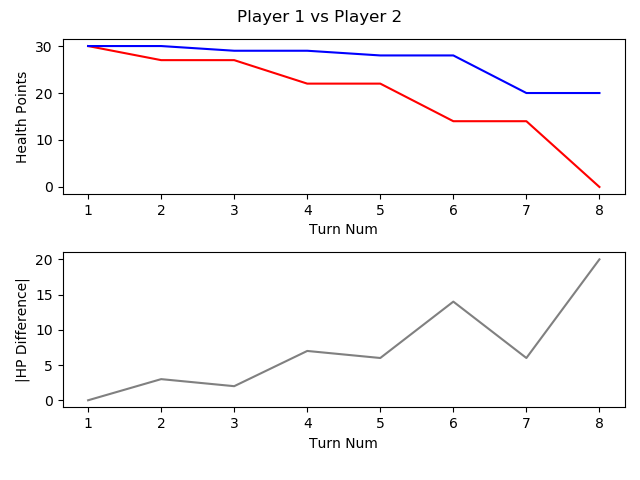 Player 1 vs Player 2
30
20
10
0
Health Points
1 2 3 4 5 6 7 8
Turn Num
20
15
10
5
0
|HP Difference|
1 2 3 4 5 6 7 8
Turn Num